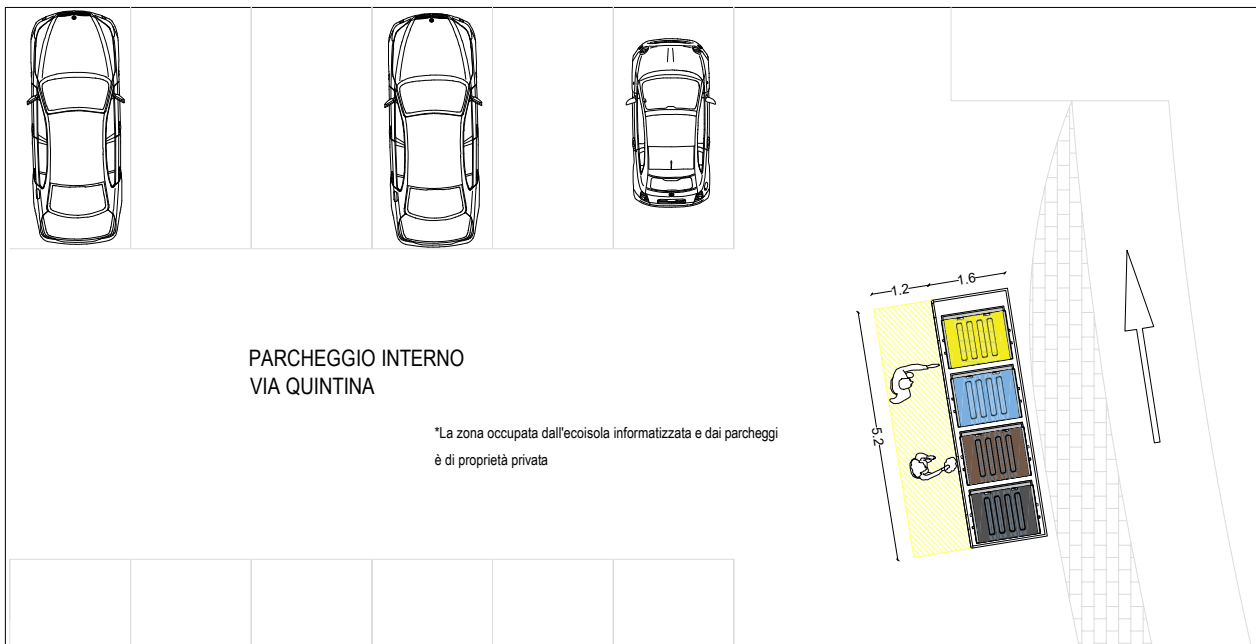 1.2
1.6
5.2
PARCHEGGIO INTERNO
VIA QUINTINA
*La zona occupata dall'ecoisola informatizzata e dai parcheggi
è di proprietà privata